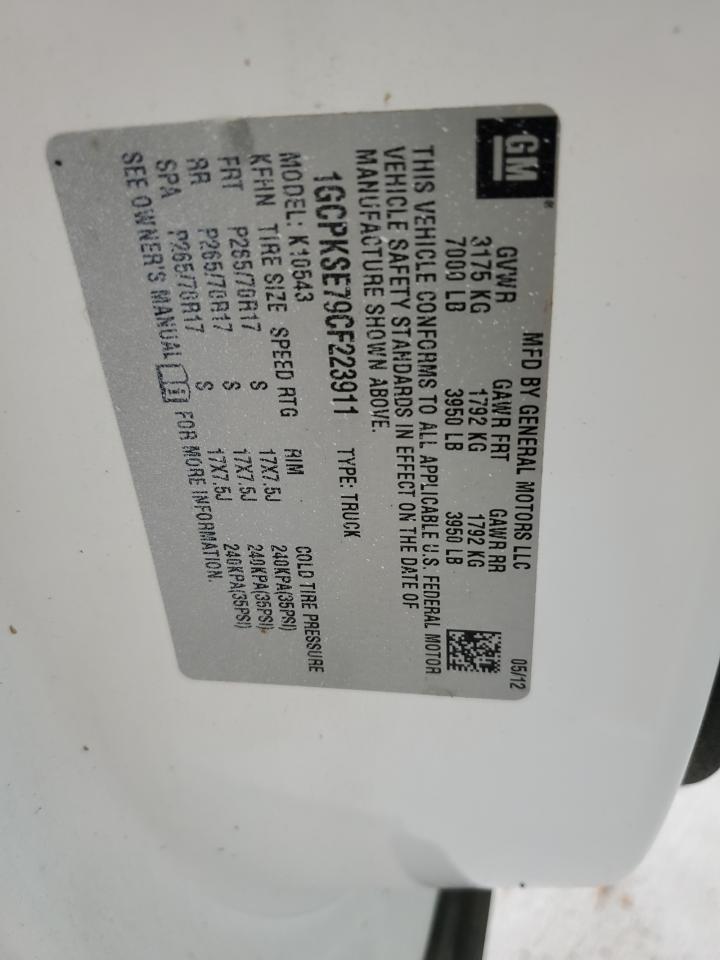 GM®
MFD BY GENERAL MOTORS LLC 05/12
GVWR GAWR FRT GAWR RR
3175 KG 1792 KG 1792 KG
7000 LB 3950 LB 3950 LB
THIS VEHICLE CONFORMS TO ALL APPLICABLE U.S. FEDERAL MOTOR
VEHICLE SAFETY STANDARDS IN EFFECT ON THE DATE OF
MANUFACTURE SHOWN ABOVE.
1GCPKSE79CF223911 TYPE: TRUCK
MODEL: K10543
KFHN TIRE SIZE SPEED RTG RIM COLD TIRE PRESSURE
FRT P265/70R17 S 17X7.5J 240KPA(35PSI)
RR P265/70R17 S 17X7.5J 240KPA(35PSI)
SPA P265/70R17 S 17X7.5J 240KPA(35PSI)
SEE OWNER'S MANUAL FOR MORE INFORMATION.